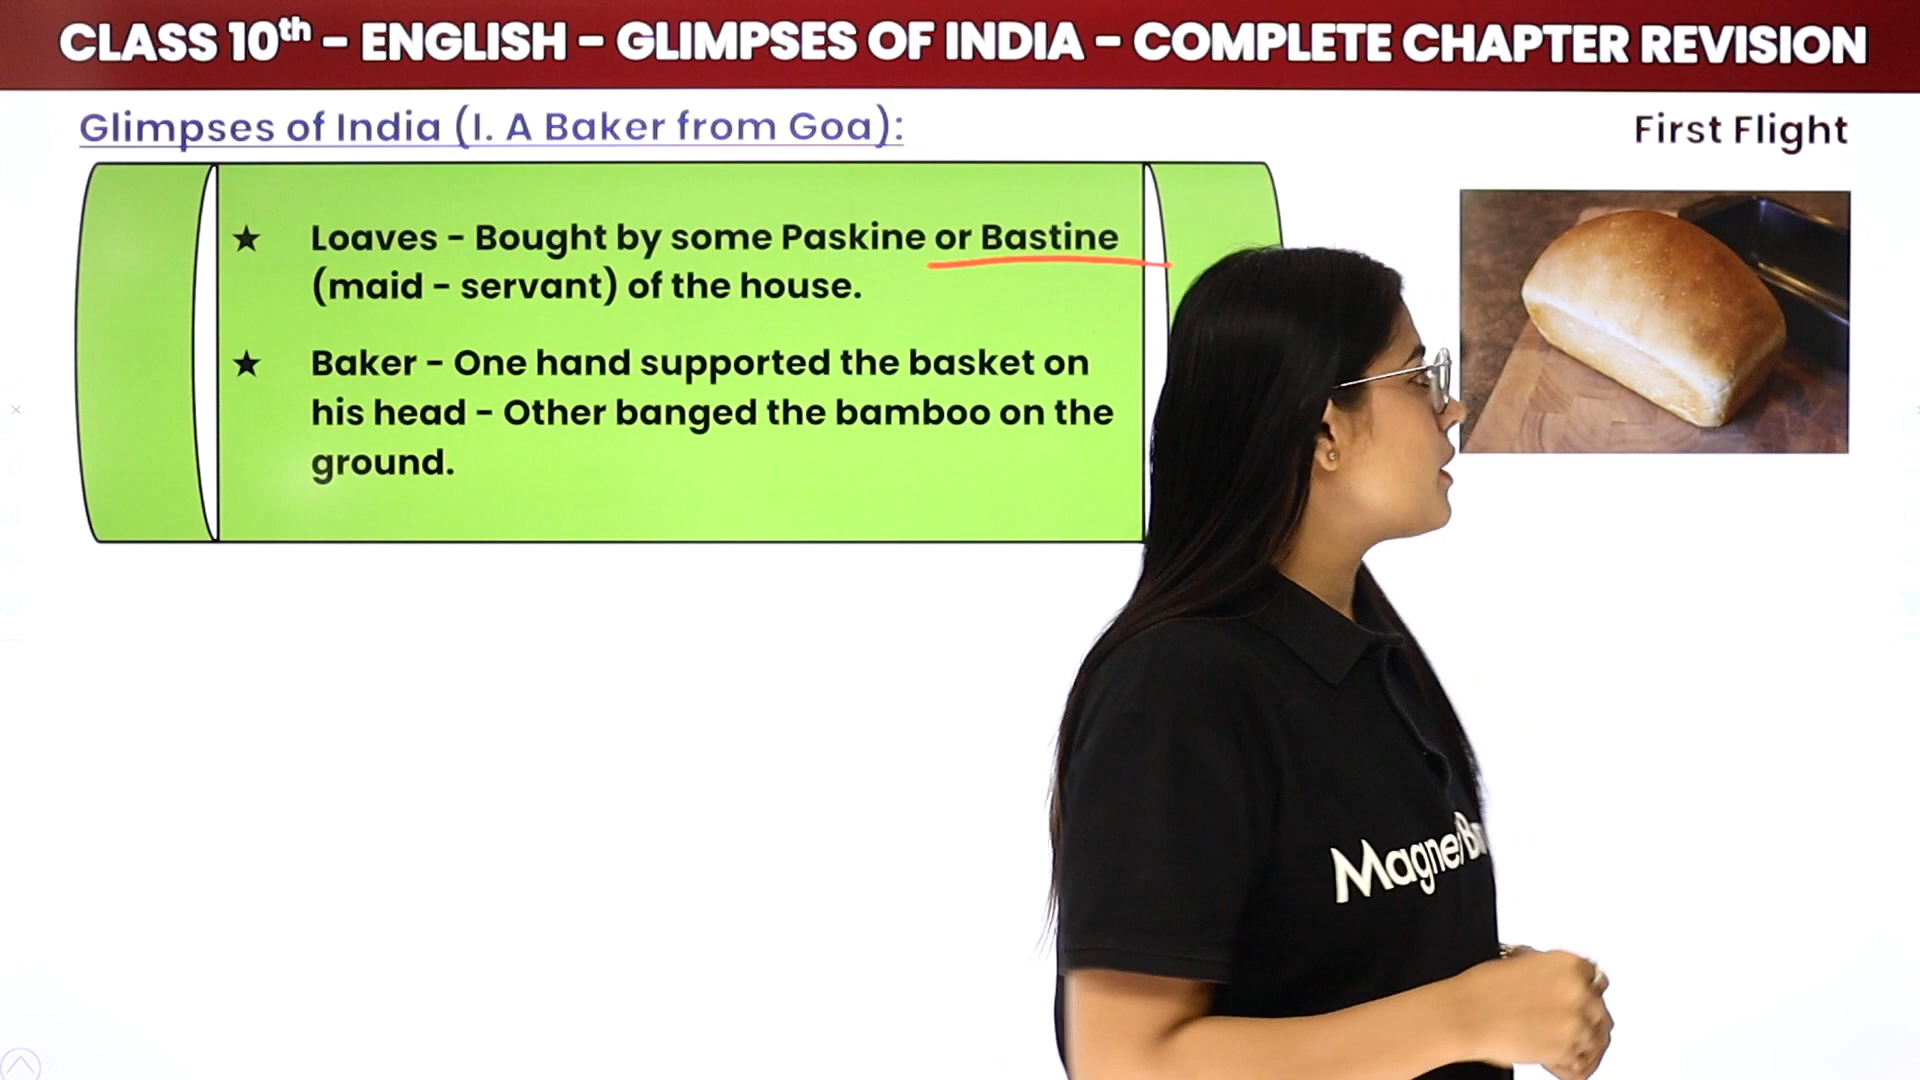 CLASS 10th - ENGLISH - GLIMPSES OF INDIA - COMPLETE CHAPTER REVISION
Glimpses of India (I. A Baker from Goa):
First Flight
★ Loaves - Bought by some Paskine or Bastine
(maid - servant) of the house.
★ Baker - One hand supported the basket on
his head - Other banged the bamboo on the
ground.